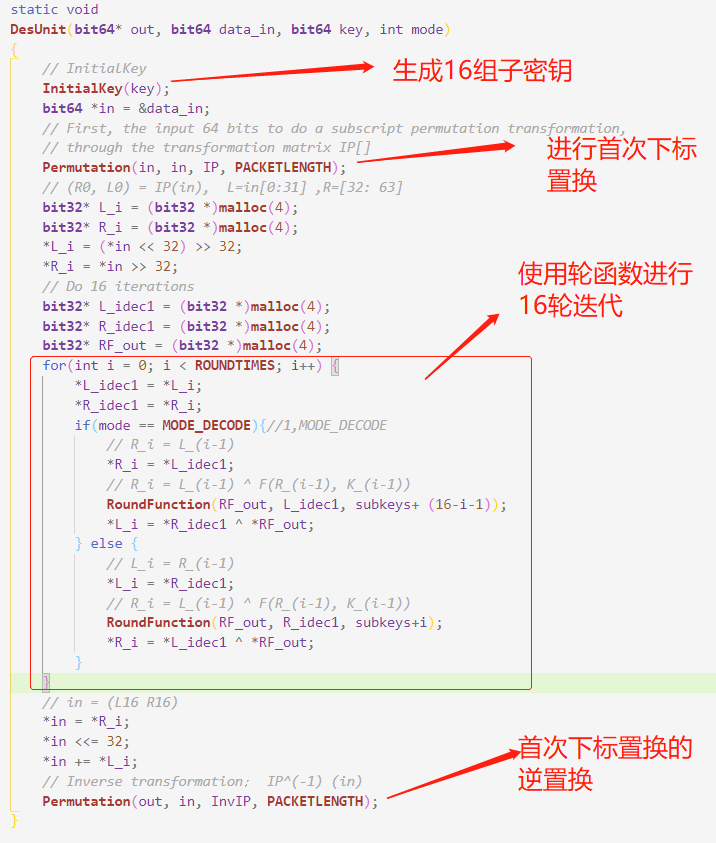 static void
DesUnit(bit64* out, bit64 data_in, bit64 key, int mode)
{
    // InitialKey
    InitialKey(key);
生成16组子密钥
    bit64 *in = &data_in;
    // First, the input 64 bits to do a subscript permutation transformation,
    // through the transformation matrix IP[]
    Permutation(in, in, IP, PACKETLENGTH);
进行首次下标
置换
    // (R0, L0) = IP(in),  L=in[0:31] ,R=[32: 63]
    bit32* L_i = (bit32 *)malloc(4);
    bit32* R_i = (bit32 *)malloc(4);
    *L_i = (*in << 32) >> 32;
    *R_i = *in >> 32;
    // Do 16 iterations
    bit32* L_idec1 = (bit32 *)malloc(4);
    bit32* R_idec1 = (bit32 *)malloc(4);
    bit32* RF_out = (bit32 *)malloc(4);
使用轮函数进行
16轮迭代
    for(int i = 0; i < ROUNDTIMES; i++) {
        *L_idec1 = *L_i;
        *R_idec1 = *R_i;
        if(mode == MODE_DECODE){//1,MODE_DECODE
            // R_i = L_(i-1)
            *R_i = *L_idec1;
            // R_i = L_(i-1) ^ F(R_(i-1), K_(i-1))
            RoundFunction(RF_out, L_idec1, subkeys+ (16-i-1));
            *L_i = *R_idec1 ^ *RF_out;
        } else {
            // L_i = R_(i-1)
            *L_i = *R_idec1;
            // R_i = L_(i-1) ^ F(R_(i-1), K_(i-1))
            RoundFunction(RF_out, R_idec1, subkeys+i);
            *R_i = *L_idec1 ^ *RF_out;
        }
    }
    // in = (L16 R16)
    *in = *R_i;
    *in <<= 32;
    *in += *L_i;
    // Inverse transformation:  IP^(-1) (in)
    Permutation(out, in, InvIP, PACKETLENGTH);
首次下标置换的
逆置换
}